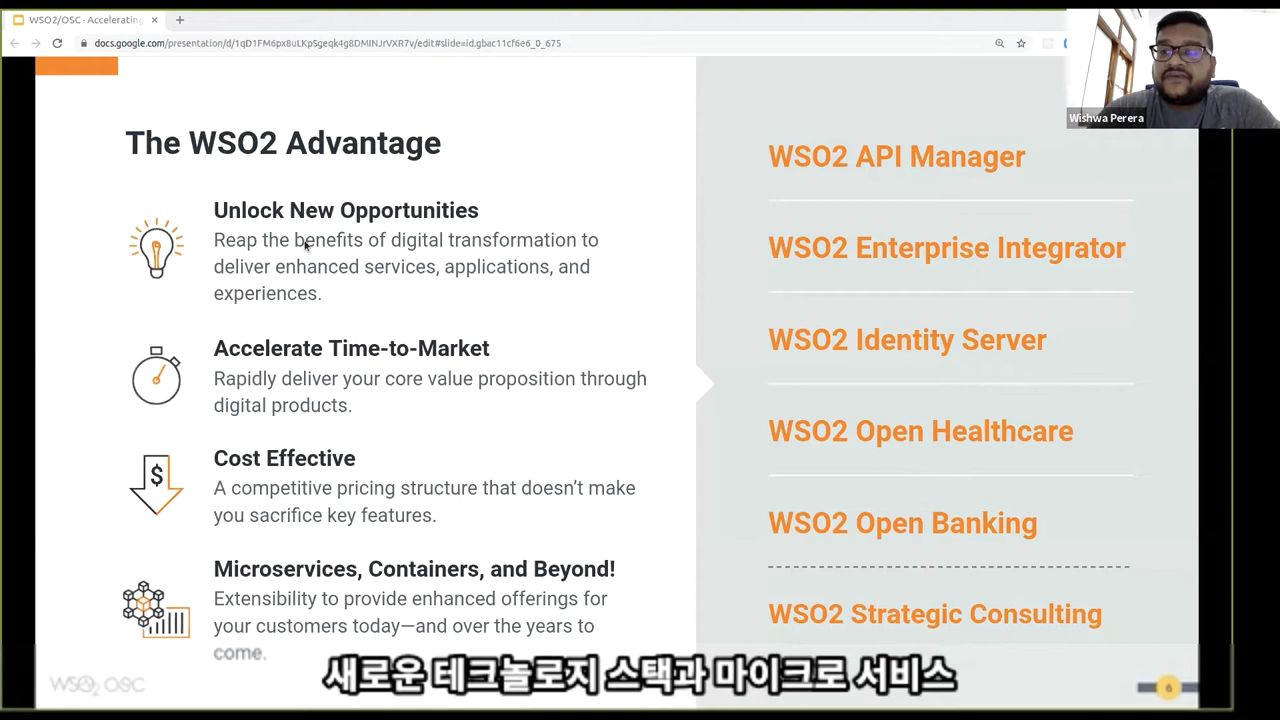 WSO2/OSC - Accelerating
docs.google.com/presentation/d/1qD1FM6px8uLKpSgeqk4g8DMINJrVXR7v/edit#slide=id.gbac11cf6e6_0_675
Wishwa Perera
The WSO2 Advantage
Unlock New Opportunities
Reap the benefits of digital transformation to
deliver enhanced services, applications, and
experiences.
Accelerate Time-to-Market
Rapidly deliver your core value proposition through
digital products.
$
Cost Effective
A competitive pricing structure that doesn’t make
you sacrifice key features.
Microservices, Containers, and Beyond!
Extensibility to provide enhanced offerings for
your customers today—and over the years to
come.
WSO2 API Manager
WSO2 Enterprise Integrator
WSO2 Identity Server
WSO2 Open Healthcare
WSO2 Open Banking
WSO2 Strategic Consulting
새로운 테크놀로지 스택과 마이크로 서비스
WSO2 OSC
6